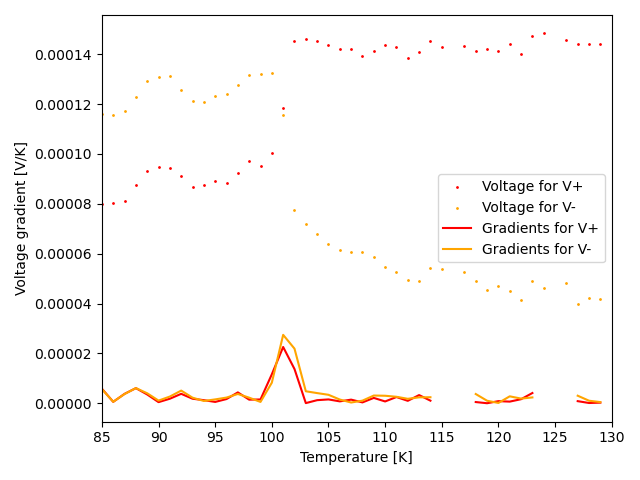 0.00014
0.00012
0.00010
0.00008
0.00006
0.00004
0.00002
0.00000
Voltage gradient [V/K]
Voltage for V+
Voltage for V-
Gradients for V+
Gradients for V-
85 90 95 100 105 110 115 120 125 130
Temperature [K]